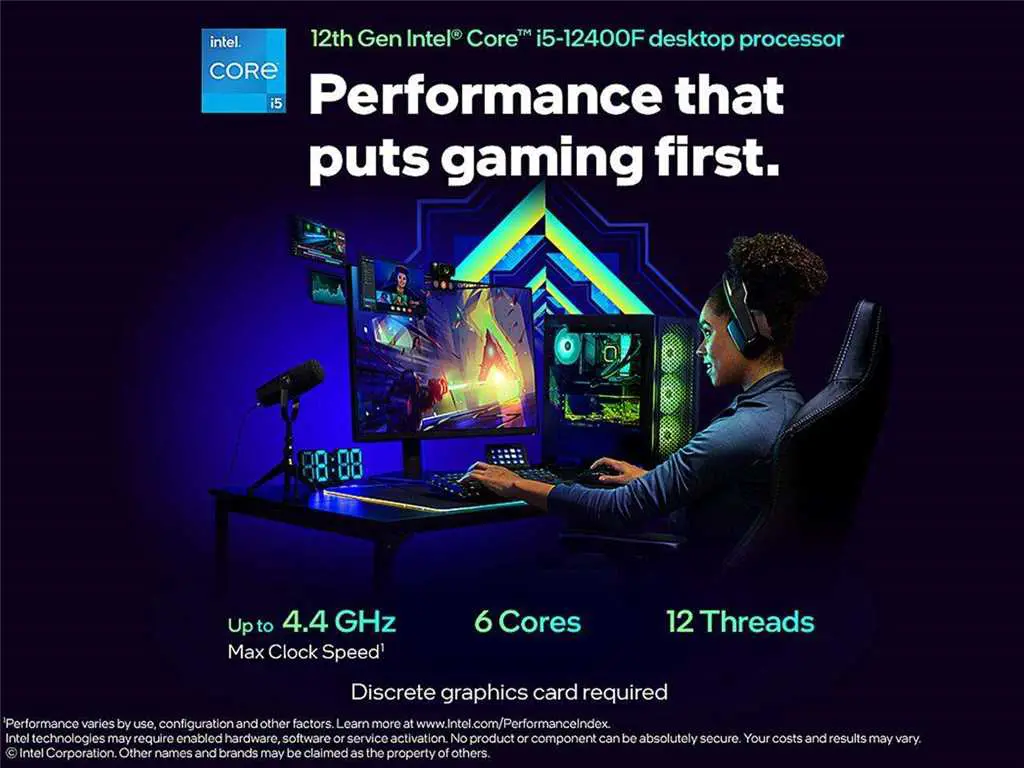 intel.
CORE
i5
12th Gen Intel® Core™ i5-12400F desktop processor
Performance that
puts gaming first.
Up to 4.4 GHz
Max Clock Speed¹
6 Cores
12 Threads
Discrete graphics card required
¹Performance varies by use, configuration and other factors. Learn more at www.Intel.com/PerformanceIndex.
Intel technologies may require enabled hardware, software or service activation. No product or component can be absolutely secure. Your costs and results may vary.
© Intel Corporation. Other names and brands may be claimed as the property of others.